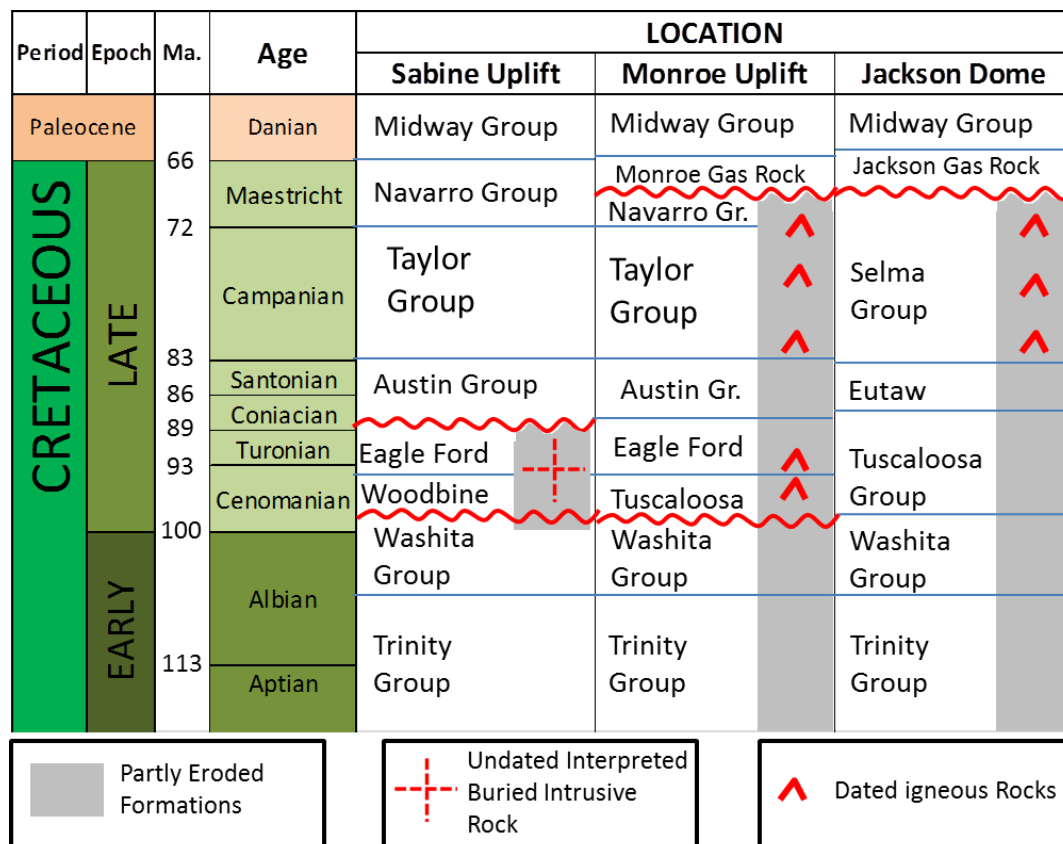 Period
Epoch
Ma.
Age
LOCATION
Sabine Uplift
Monroe Uplift
Jackson Dome
Paleocene
Danian
Midway Group
Midway Group
Midway Group
66
CRETACEOUS
LATE
Maestricht
Navarro Group
Monroe Gas Rock
Jackson Gas Rock
Navarro Gr.
72
Campanian
Taylor
Group
Taylor
Group
Selma
Group
83
Santonian
Austin Group
Austin Gr.
Eutaw
86
Coniacian
89
Turonian
Eagle Ford
Eagle Ford
Tuscaloosa
Group
93
Cenomanian
Woodbine
Tuscaloosa
100
EARLY
Albian
Washita
Group
Washita
Group
Washita
Group
113
Aptian
Trinity
Group
Trinity
Group
Trinity
Group
Partly Eroded
Formations
Undated Interpreted
Buried Intrusive
Rock
Dated igneous Rocks